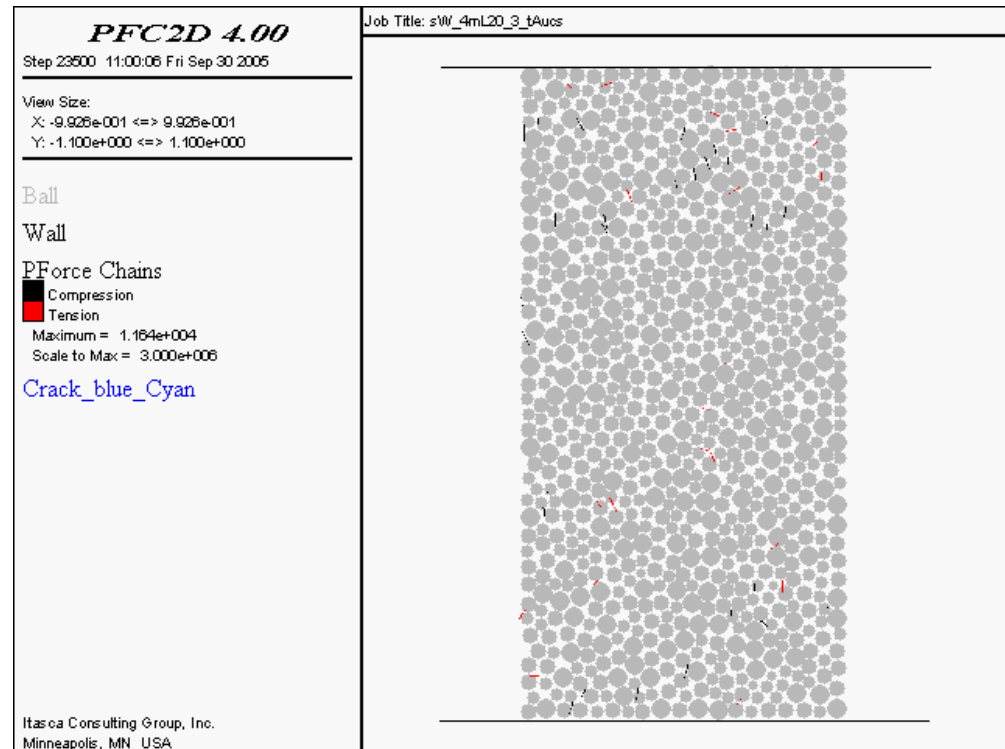 PFC2D 4.00
Step 23500 11:00:06 Fri Sep 30 2005
View Size:
X: -9.926e-001 <=> 9.926e-001
Y: -1.100e+000 <=> 1.100e+000
Ball
Wall
PForce Chains
Compression
Tension
Maximum = 1.164e+004
Scale to Max = 3.000e+006
Crack_blue_Cyan
Itasca Consulting Group, Inc.
Minneapolis, MN USA
Job Title: sW_4mL20_3_tAucs